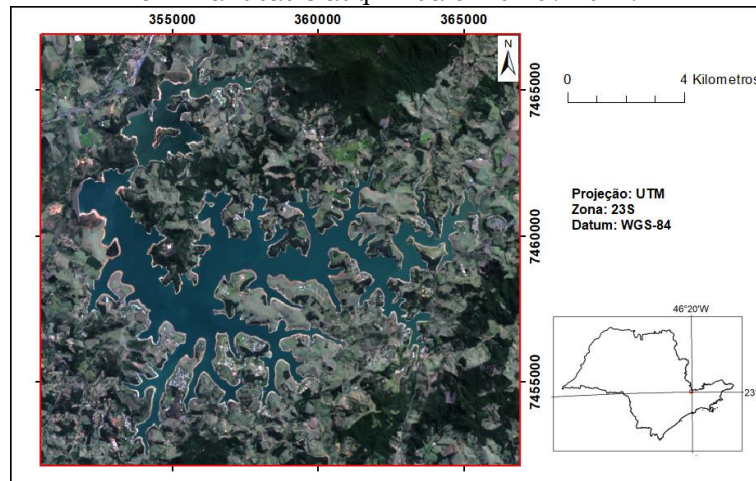 355000
360000
365000
N
7465000
7460000
7455000
0
4 Kilometros
Projeção: UTM
Zona: 23S
Datum: WGS-84
46°20'W
23°